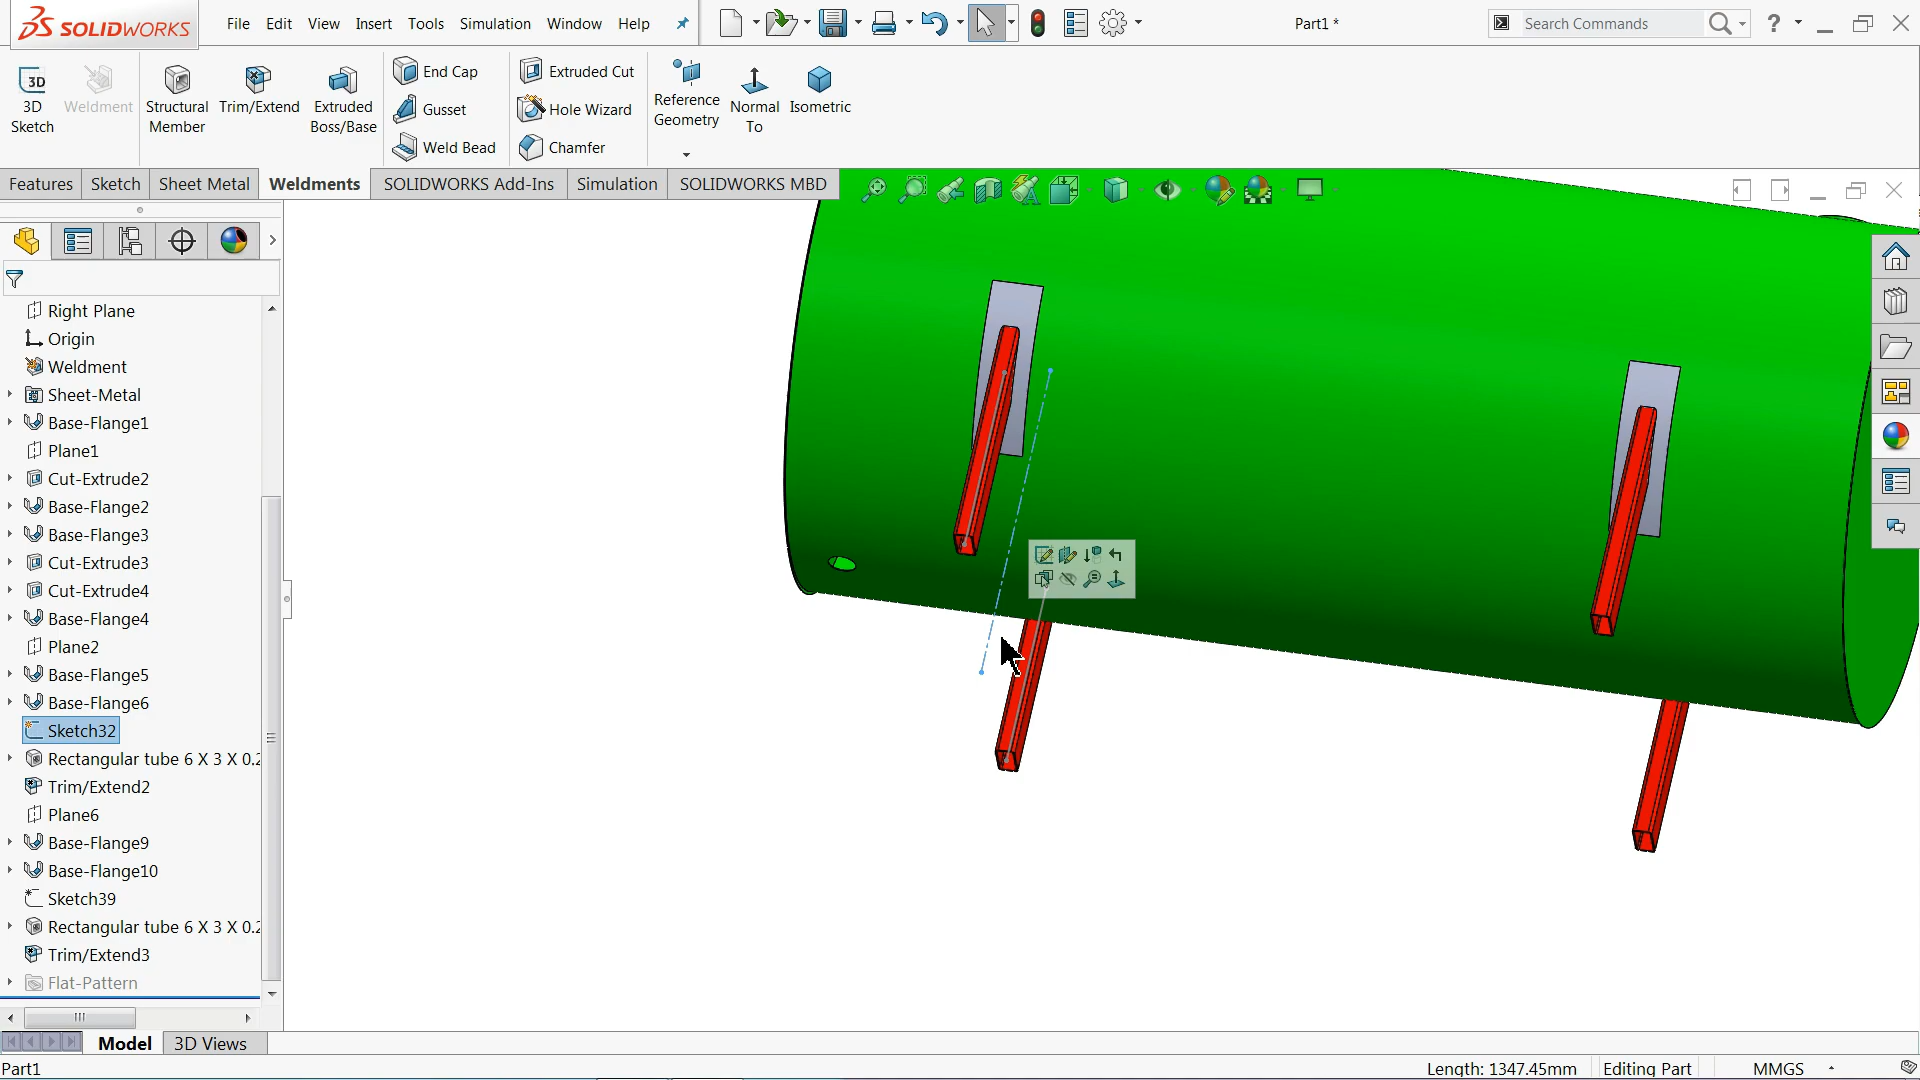 SOLIDWORKS File Edit View Insert Tools Simulation Window Help Part1 * Search Commands ?
3D Sketch
Weldment
Structural Member
Trim/Extend
Extruded Boss/Base
End Cap
Gusset
Weld Bead
Extruded Cut
Hole Wizard
Chamfer
Reference Geometry
Normal To
Isometric
Features Sketch Sheet Metal Weldments SOLIDWORKS Add-Ins Simulation SOLIDWORKS MBD
Right Plane
Origin
Weldment
Sheet-Metal
Base-Flange1
Plane1
Cut-Extrude2
Base-Flange2
Base-Flange3
Cut-Extrude3
Cut-Extrude4
Base-Flange4
Plane2
Base-Flange5
Base-Flange6
Sketch32
Rectangular tube 6 X 3 X 0.2
Trim/Extend2
Plane6
Base-Flange9
Base-Flange10
Sketch39
Rectangular tube 6 X 3 X 0.2
Trim/Extend3
Flat-Pattern
Model 3D Views
Part1 Length: 1347.45mm Editing Part MMGS